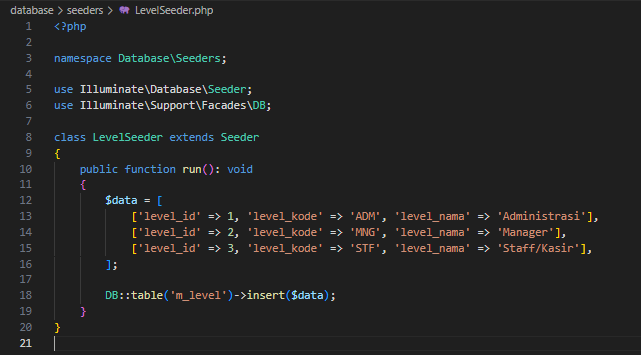 database > seeders > LevelSeeder.php
1 <?php
2
3 namespace Database\Seeders;
4
5 use Illuminate\Database\Seeder;
6 use Illuminate\Support\Facades\DB;
7
8 class LevelSeeder extends Seeder
9 {
10     public function run(): void
11     {
12         $data = [
13             ['level_id' => 1, 'level_kode' => 'ADM', 'level_nama' => 'Administrasi'],
14             ['level_id' => 2, 'level_kode' => 'MNG', 'level_nama' => 'Manager'],
15             ['level_id' => 3, 'level_kode' => 'STF', 'level_nama' => 'Staff/Kasir'],
16         ];
17
18         DB::table('m_level')->insert($data);
19     }
20 }
21